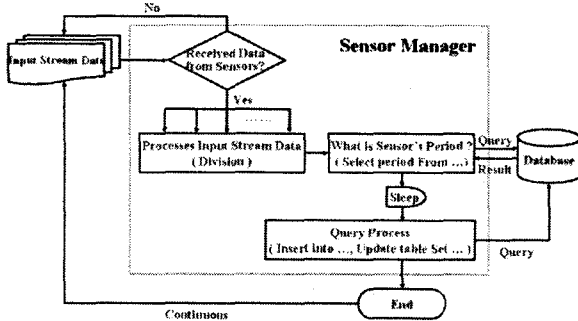 No
Sensor Manager
Input Stream Data
Received Data
from Sensors?
Yes
......
Processes Input Stream Data
( Division )
What is Sensor's Period ?
( Select period From ... )
Query
Result
Database
Sleep
Query Process
( Insert into ..., Update table Set ... )
Query
End
Continuous